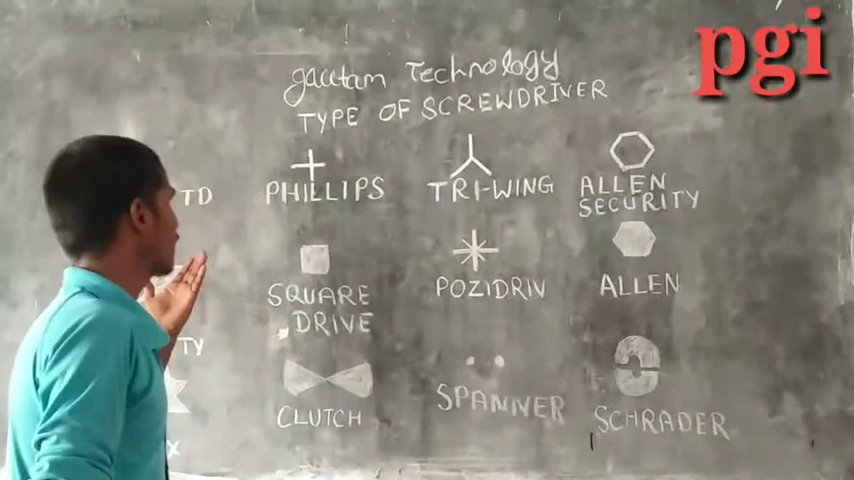 pgi
gautam Technology
TYPE OF SCREWDRIVER
TD
PHILLIPS
TRI-WING
ALLEN
SECURITY
SQUARE
DRIVE
POZIDRIV
ALLEN
TY
CLUTCH
SPANNER
SCHRADER
X